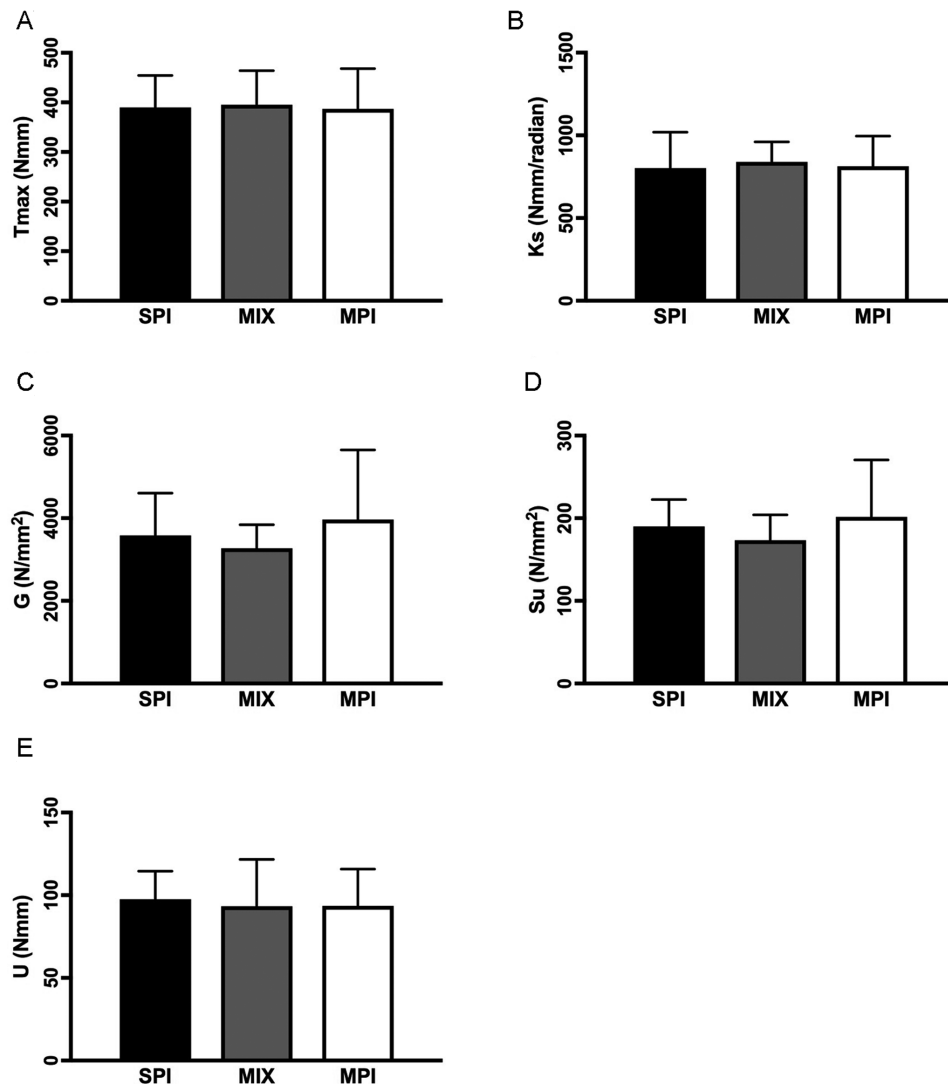 A
Tmax (Nmm)
500
400
300
200
100
0
SPI MIX MPI
B
Ks (Nmm/radian)
1500
1000
500
0
SPI MIX MPI
C
G (N/mm²)
6000
4000
2000
0
SPI MIX MPI
D
Su (N/mm²)
300
200
100
0
SPI MIX MPI
E
U (Nmm)
150
100
50
0
SPI MIX MPI